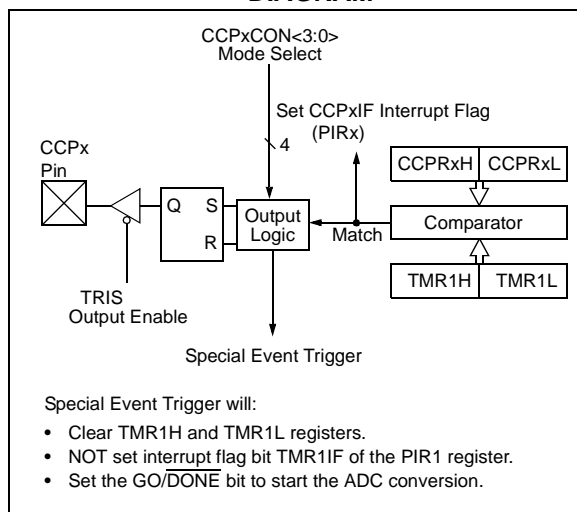 CCPxCON<3:0>
Mode Select
Set CCPxIF Interrupt Flag
(PIRx)
4
CCPx
Pin
CCPRxH CCPRxL
Q S
R
Output
Logic
Match
Comparator
TMR1H TMR1L
TRIS
Output Enable
Special Event Trigger
Special Event Trigger will:
• Clear TMR1H and TMR1L registers.
• NOT set interrupt flag bit TMR1IF of the PIR1 register.
• Set the GO/DONE bit to start the ADC conversion.